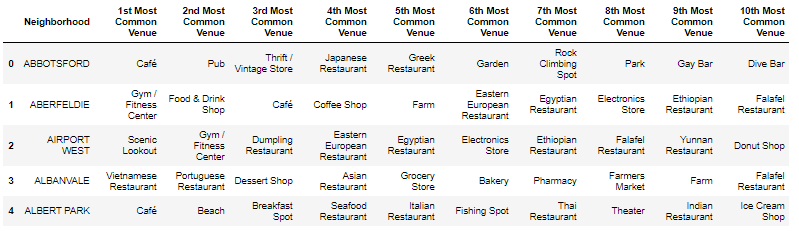 Neighborhood 1st Most Common Venue 2nd Most Common Venue 3rd Most Common Venue 4th Most Common Venue 5th Most Common Venue 6th Most Common Venue 7th Most Common Venue 8th Most Common Venue 9th Most Common Venue 10th Most Common Venue
0 ABBOTSFORD Café Pub Thrift / Vintage Store Japanese Restaurant Greek Restaurant Garden Rock Climbing Spot Park Gay Bar Dive Bar
1 ABERFELDIE Gym / Fitness Center Food & Drink Shop Café Coffee Shop Farm Eastern European Restaurant Egyptian Restaurant Electronics Store Ethiopian Restaurant Falafel Restaurant
2 AIRPORT WEST Scenic Lookout Gym / Fitness Center Dumpling Restaurant Eastern European Restaurant Egyptian Restaurant Electronics Store Ethiopian Restaurant Falafel Restaurant Yunnan Restaurant Donut Shop
3 ALBANVALE Vietnamese Restaurant Portuguese Restaurant Dessert Shop Asian Restaurant Grocery Store Bakery Pharmacy Farmers Market Farm Falafel Restaurant
4 ALBERT PARK Café Beach Breakfast Spot Seafood Restaurant Italian Restaurant Fishing Spot Thai Restaurant Theater Indian Restaurant Ice Cream Shop